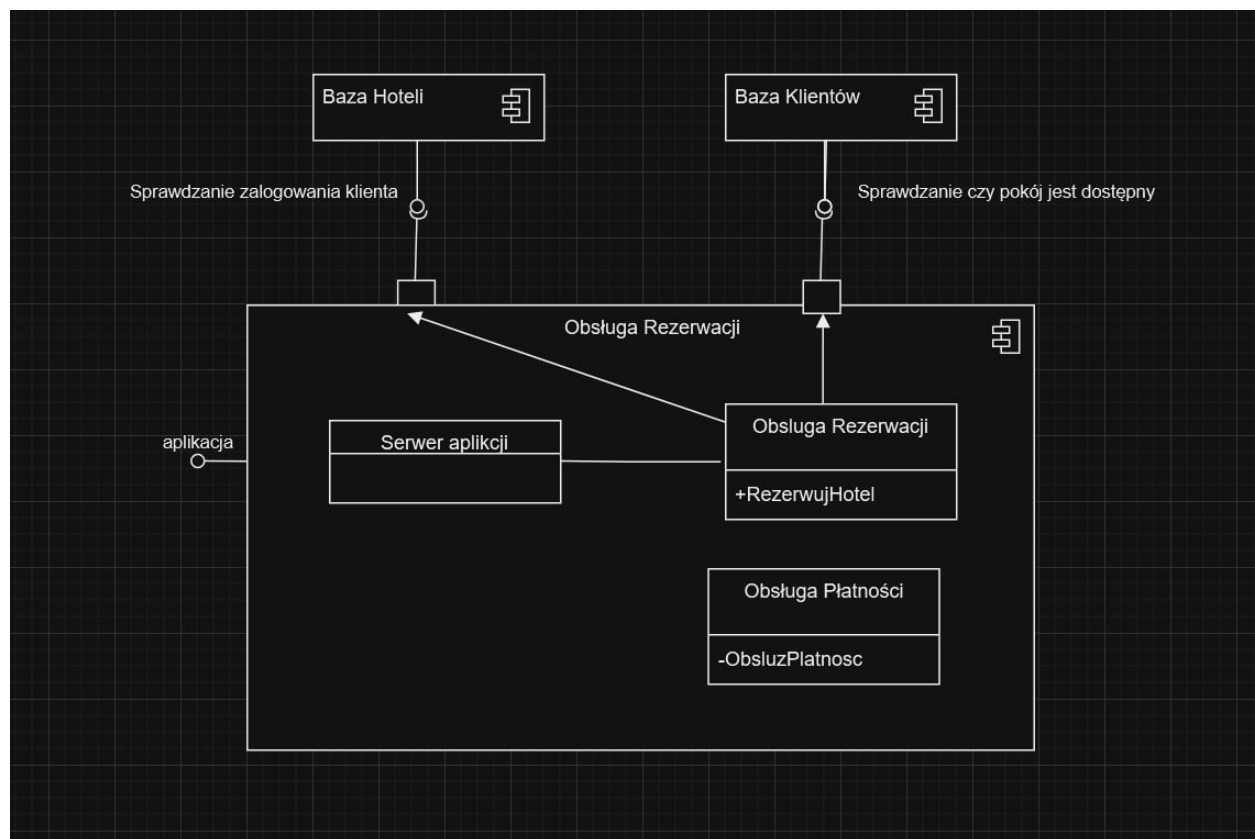 Baza Hoteli
Baza Klientów
Sprawdzanie zalogowania klienta
Sprawdzanie czy pokój jest dostępny
Obsługa Rezerwacji
aplikacja
Serwer aplikcji
Obsluga Rezerwacji
+RezerwujHotel
Obsługa Płatności
-ObsluzPlatnosc